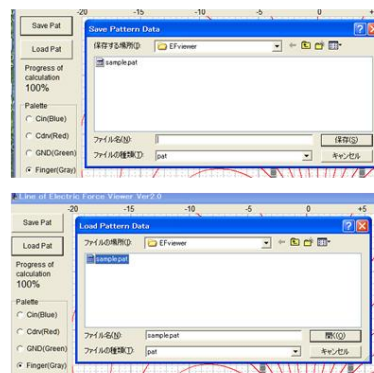 -20 -15 -10 -5 0
Save Pat
Load Pat
Progress of
calculation
100%
Palette
Cin(Blue)
Cdrv(Red)
GND(Green)
Finger(Gray)
Save Pattern Data
保存する場所(I): EFviewer
sample.pat
ファイル名(N): 保存(S)
ファイルの種類(T): pat キャンセル
Line of Electric Force Viewer Ver2.0
-20 -15 -10 -5 0 +5
Save Pat
Load Pat
Progress of
calculation
100%
Palette
Cin(Blue)
Cdrv(Red)
GND(Green)
Finger(Gray)
Load Pattern Data
ファイルの場所(I): EFviewer
sample.pat
ファイル名(N): sample.pat 開く(O)
ファイルの種類(T): pat キャンセル